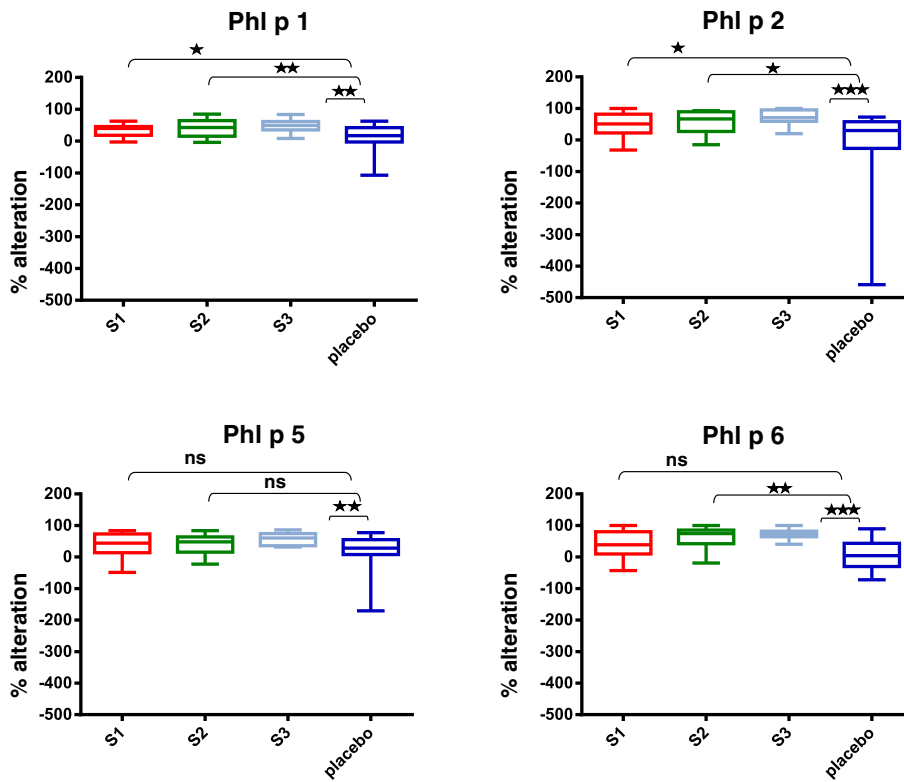 Phl p 1
★
★★
★★
% alteration
200
100
0
-100
-200
-300
-400
-500
S1
S2
S3
placebo
Phl p 2
★
★
★★★
% alteration
200
100
0
-100
-200
-300
-400
-500
S1
S2
S3
placebo
Phl p 5
ns
ns
★★
% alteration
200
100
0
-100
-200
-300
-400
-500
S1
S2
S3
placebo
Phl p 6
ns
★★
★★★
% alteration
200
100
0
-100
-200
-300
-400
-500
S1
S2
S3
placebo